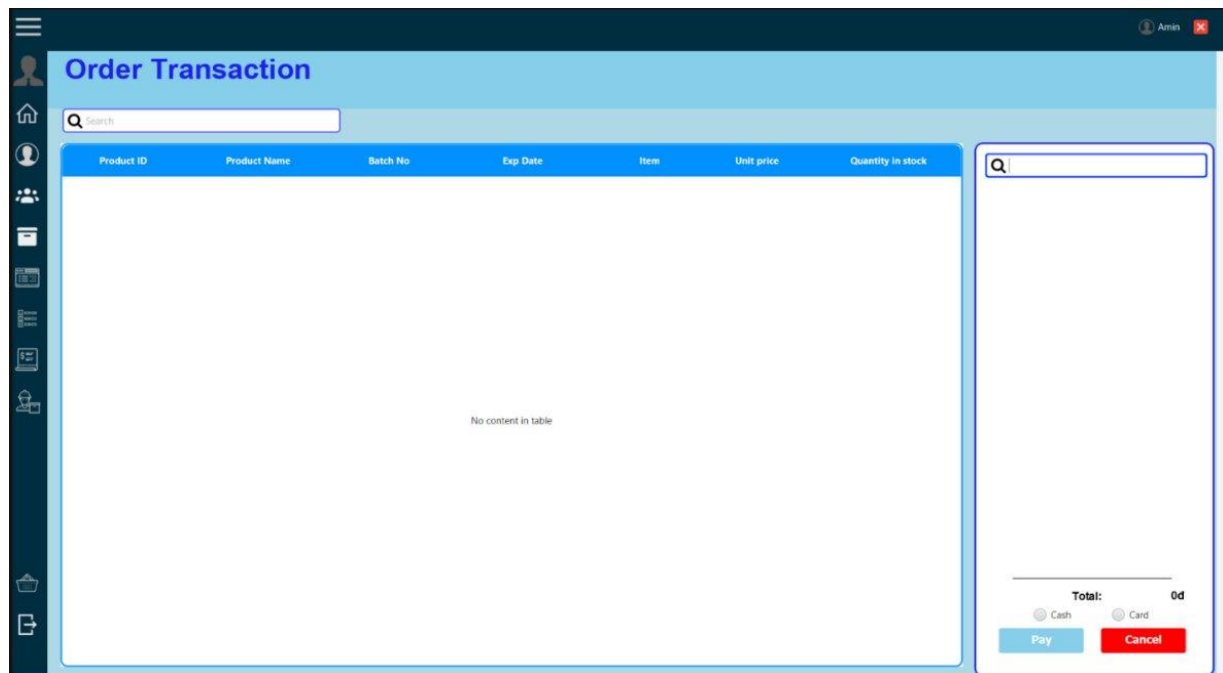 Amin
Order Transaction
Search
Product ID Product Name Batch No Exp Date Item Unit price Quantity in stock
No content in table
Total: 0d
Cash Card
Pay Cancel